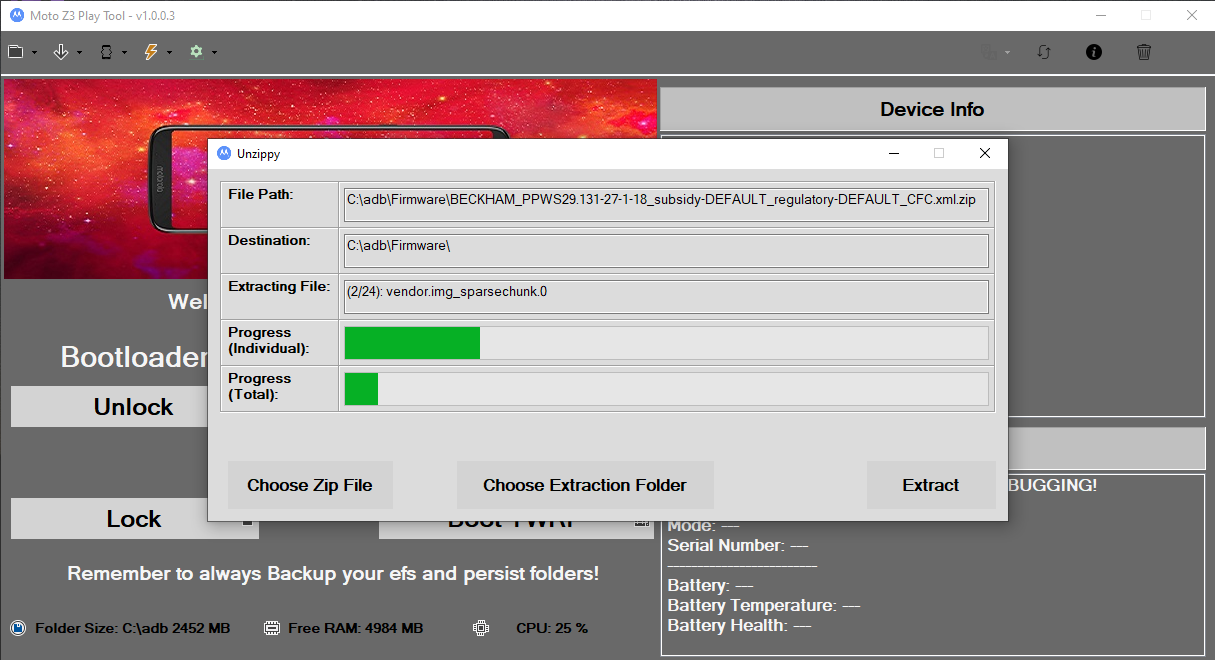 Moto Z3 Play Tool - v1.0.0.3
Device Info
Unzippy
File Path:
C:\adb\Firmware\BECKHAM_PPWS29.131-27-1-18_subsidy-DEFAULT_regulatory-DEFAULT_CFC.xml.zip
Destination:
C:\adb\Firmware\
Extracting File:
(2/24): vendor.img_sparsechunk.0
Progress
(Individual):
Progress
(Total):
Choose Zip File
Choose Extraction Folder
Extract
motorola
Wel
Bootloader
Unlock
Lock
Boot TWRP
Remember to always Backup your efs and persist folders!
Folder Size: C:\adb 2452 MB
Free RAM: 4984 MB
CPU: 25 %
BUGGING!
Mode: ---
Serial Number: ---
-------------------------
Battery: ---
Battery Temperature: ---
Battery Health: ---